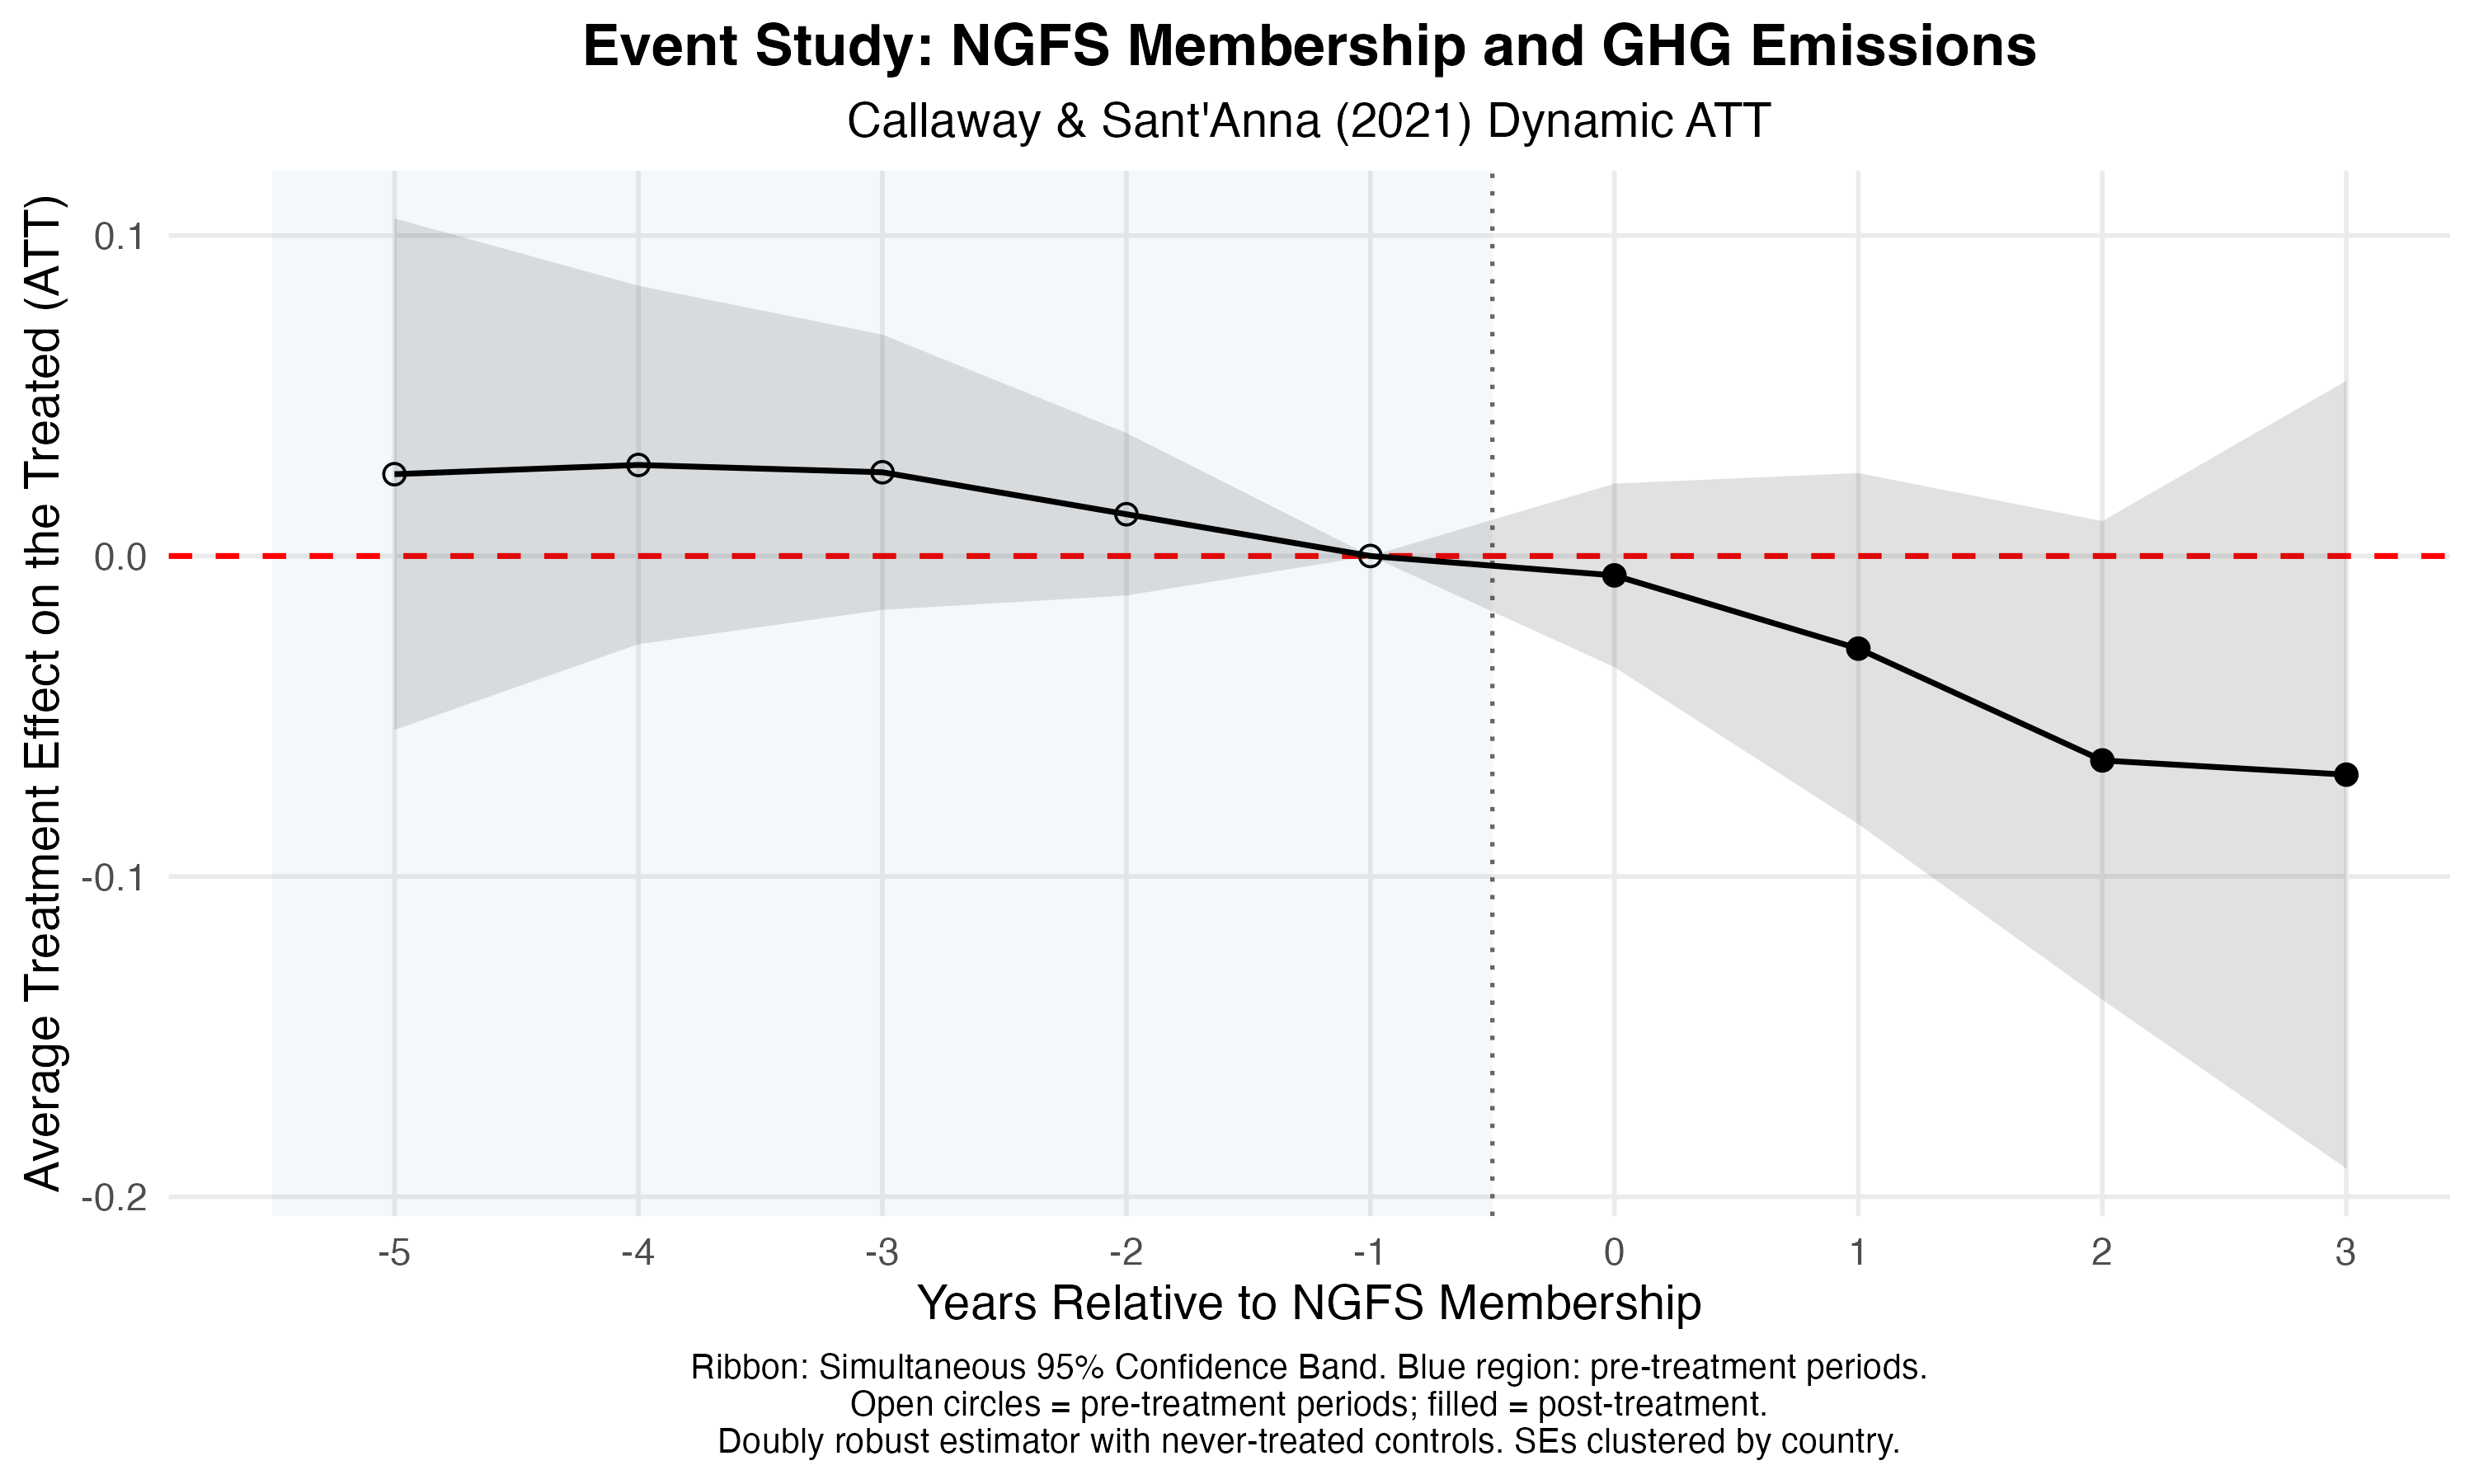 Event Study: NGFS Membership and GHG Emissions
Callaway & Sant'Anna (2021) Dynamic ATT
Average Treatment Effect on the Treated (ATT)
0.1
0.0
-0.1
-0.2
-5 -4 -3 -2 -1 0 1 2 3
Years Relative to NGFS Membership
Ribbon: Simultaneous 95% Confidence Band. Blue region: pre-treatment periods.
Open circles = pre-treatment periods; filled = post-treatment.
Doubly robust estimator with never-treated controls. SEs clustered by country.